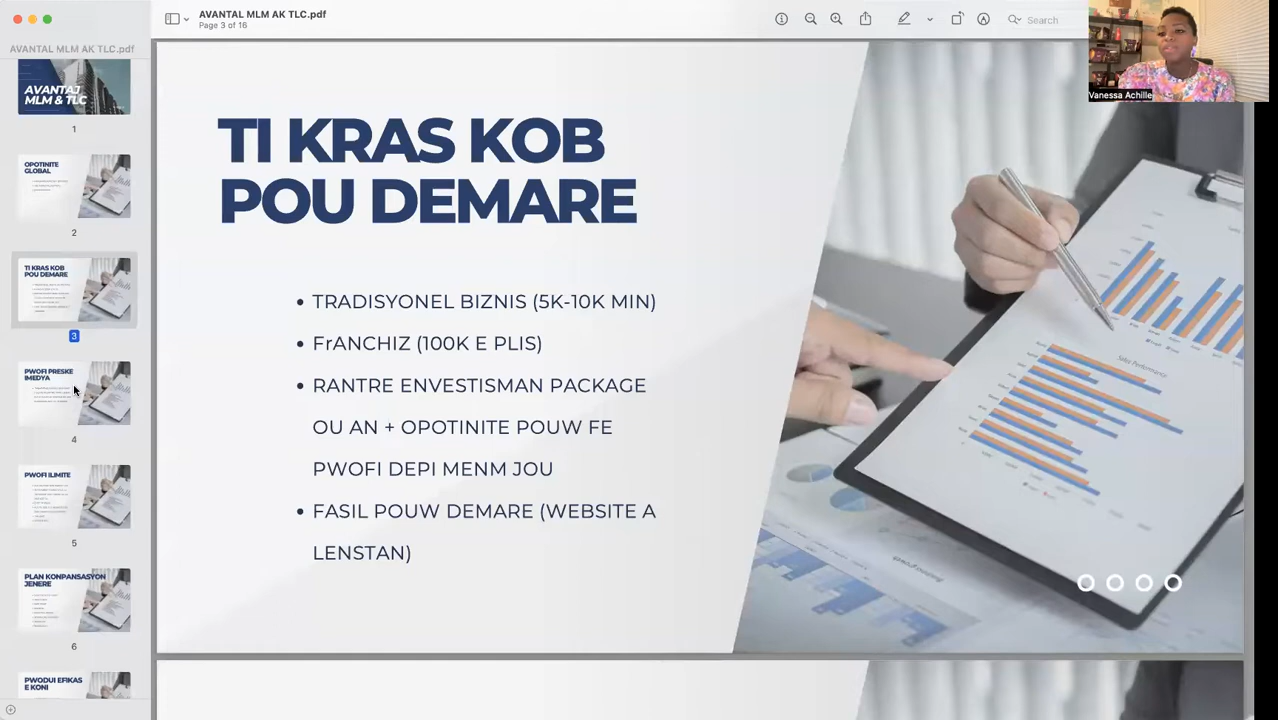 AVANTAL MLM AK TLC.pdf
Page 3 of 16
Search
AVANTAL MLM AK TLC.pdf
AVANTAJ
MLM & TLC
1
OPOTINITE
GLOBAL
2
TI KRAS KOB
POU DEMARE
3
PWOFI PRESKE
IMEDYA
4
PWOFI ILIMITE
5
PLAN KONPANSASYON
JENERE
6
PWODUI EFIKAS
E KONI
TI KRAS KOB
POU DEMARE
• TRADISYONEL BIZNIS (5K-10K MIN)
• FrANCHIZ (100K E PLIS)
• RANTRE ENVESTISMAN PACKAGE
OU AN + OPOTINITE POUW FE
PWOFI DEPI MENM JOU
• FASIL POUW DEMARE (WEBSITE A
LENSTAN)
Sales Performance
Vanessa Achille